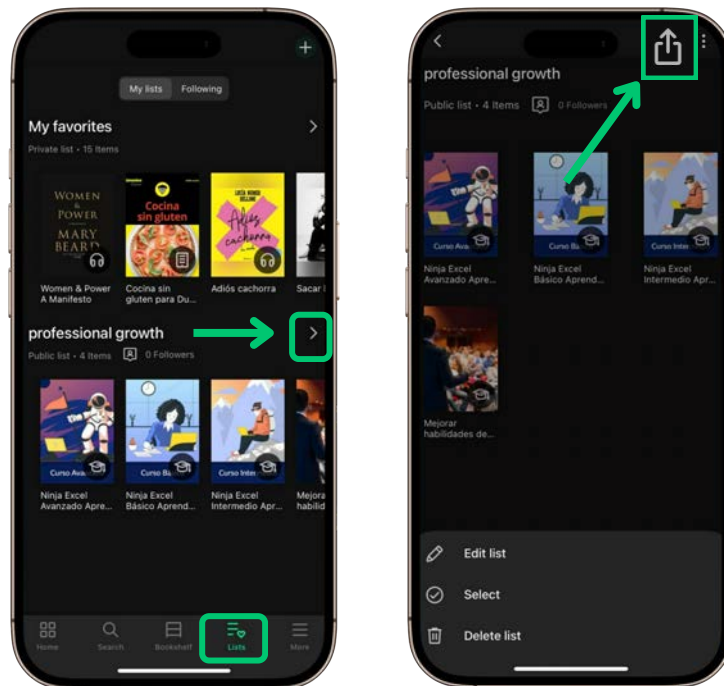 My lists Following
My favorites
Private list • 15 Items
WOMEN
&
POWER
MARY
BEARD
Cocina
sin gluten
Adiós
cachorra
Women & Power
A Manifesto
Cocina sin
gluten para Du...
Adiós cachorra
Sacar
professional growth
Public list • 4 Items 0 Followers
Curso Ava
Curso Bá
Curso Inter
Ninja Excel
Avanzado Apre...
Ninja Excel
Básico Aprend...
Ninja Excel
Intermedio Apr...
Mejora
habilid
Home Search Bookshelf Lists More
professional growth
Public list • 4 Items 0 Followers
Curso Ava
Curso Bá
Curso Inter
Ninja Excel
Avanzado Apre...
Ninja Excel
Básico Aprend...
Ninja Excel
Intermedio Apr...
Mejorar
habilidades de...
Edit list
Select
Delete list